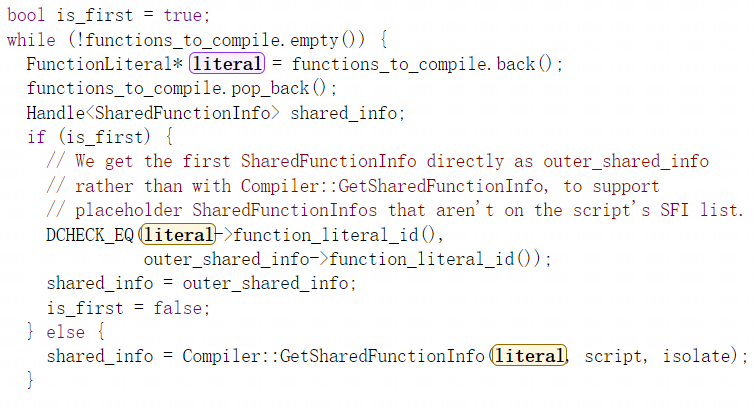 bool is_first = true;
while (!functions_to_compile.empty()) {
  FunctionLiteral* literal = functions_to_compile.back();
  functions_to_compile.pop_back();
  Handle<SharedFunctionInfo> shared_info;
  if (is_first) {
    // We get the first SharedFunctionInfo directly as outer_shared_info
    // rather than with Compiler::GetSharedFunctionInfo, to support
    // placeholder SharedFunctionInfos that aren't on the script's SFI list.
    DCHECK_EQ(literal->function_literal_id(),
              outer_shared_info->function_literal_id());
    shared_info = outer_shared_info;
    is_first = false;
  } else {
    shared_info = Compiler::GetSharedFunctionInfo(literal, script, isolate);
  }